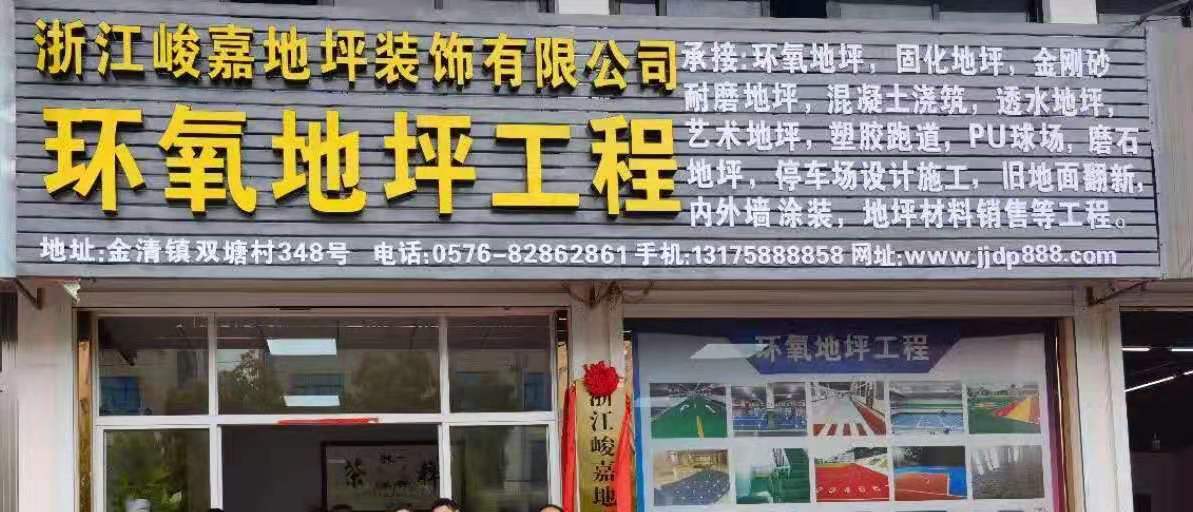 浙江峻嘉地坪装饰有限公司
环氧地坪工程
承接:环氧地坪，固化地坪，金刚砂
耐磨地坪，混凝土浇筑，透水地坪，
艺术地坪，塑胶跑道，PU球场，磨石
地坪，停车场设计施工，旧地面翻新，
内外墙涂装，地坪材料销售等工程。
地址:金清镇双塘村348号 电话:0576-82862861 手机:13175888858 网址:www.jjdp888.com
环氧地坪工程
浙江峻嘉地
茶